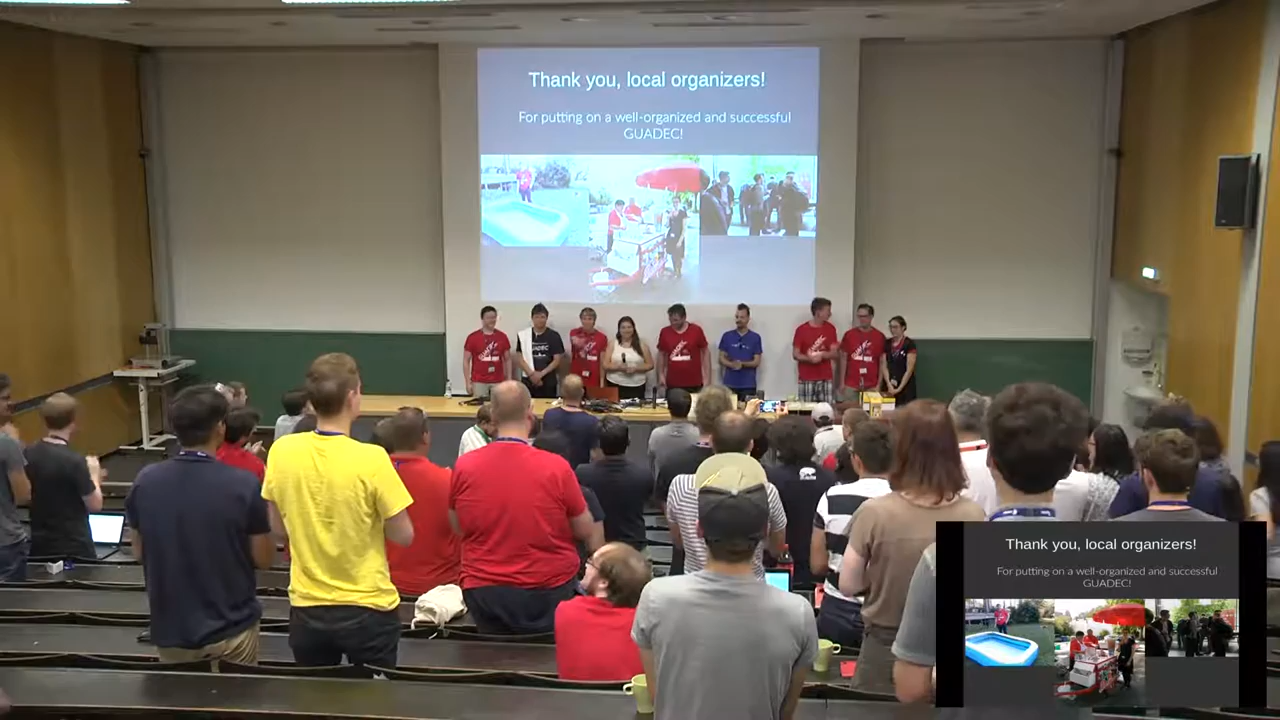 Thank you, local organizers!
For putting on a well-organized and successful
GUADEC!
GUADEC
Thank you, local organizers!
For putting on a well-organized and successful
GUADEC!